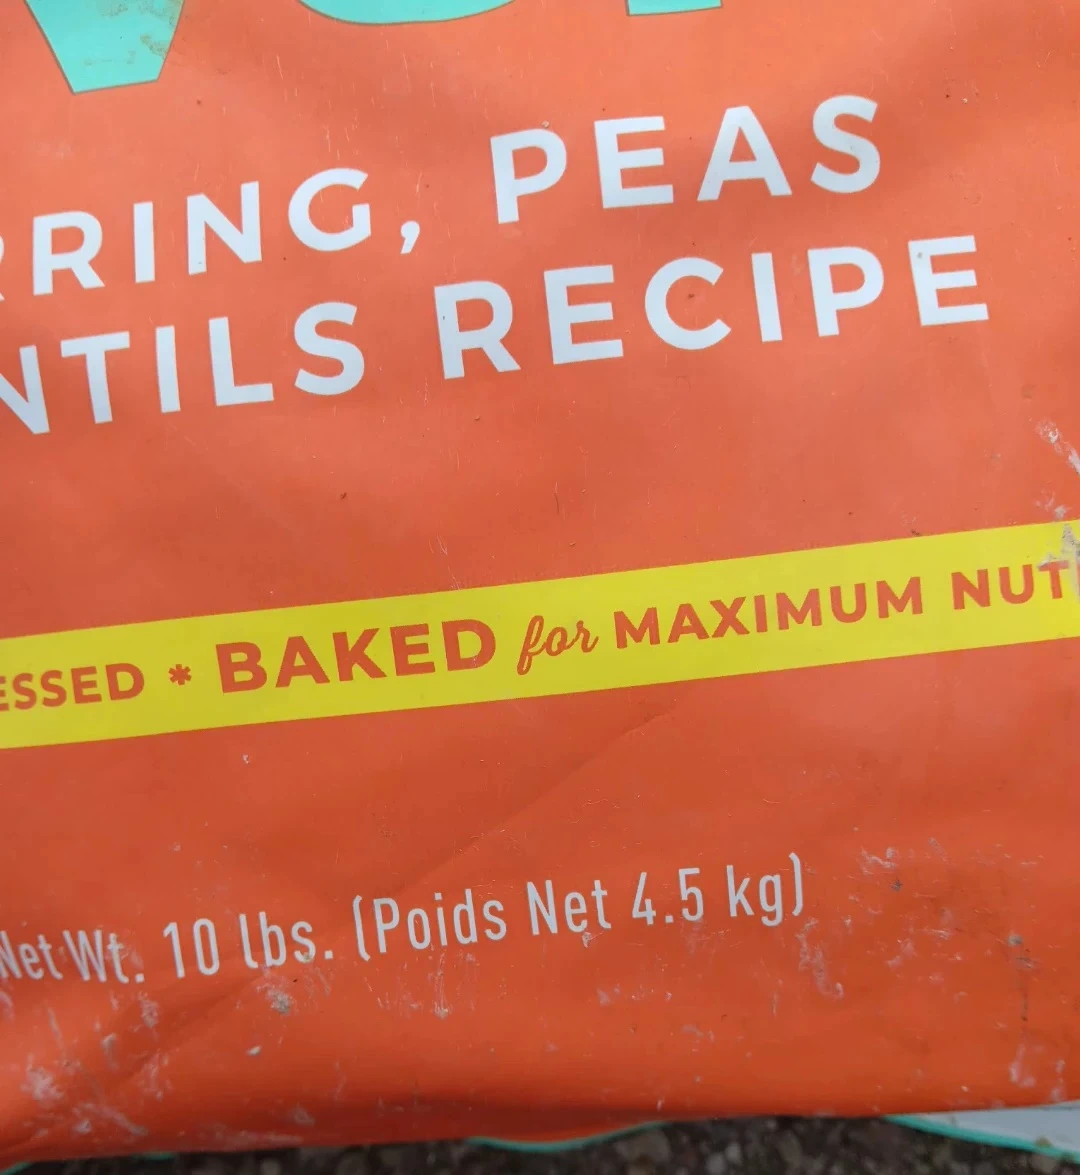 RRING, PEAS
NTILS RECIPE
ESSED * BAKED for MAXIMUM NUT
Net Wt. 10 lbs. (Poids Net 4.5 kg)